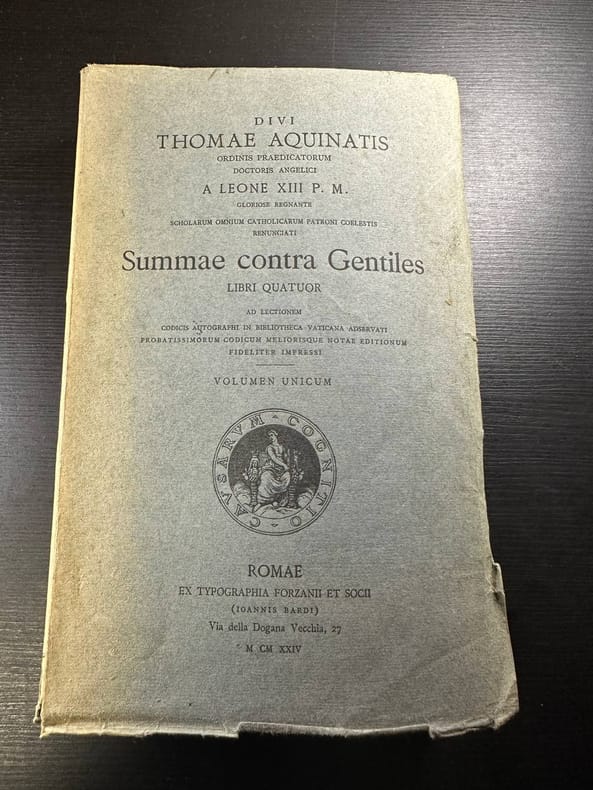 DIVI
THOMAE AQUINATIS
ORDINIS PRAEDICATORUM
DOCTORIS ANGELICI
A LEONE XIII P. M.
GLORIOSE REGNANTE
SCHOLARUM OMNIUM CATHOLICARUM PATRONI COELESTIS
RENUNCIATI
Summae contra Gentiles
LIBRI QUATUOR
AD LECTIONEM
CODICIS AUTOGRAPHI IN BIBLIOTHECA VATICANA ADSERVATI
PROBATISSIMORUM CODICUM MELIORISQUE NOTAE EDITIONUM
FIDELITER IMPRESSI
VOLUMEN UNICUM
CAVSARVM - COGNITIO -
ROMAE
EX TYPOGRAPHIA FORZANII ET SOCII
(IOANNIS BARDI)
Via della Dogana Vecchia, 27
M CM XXIV